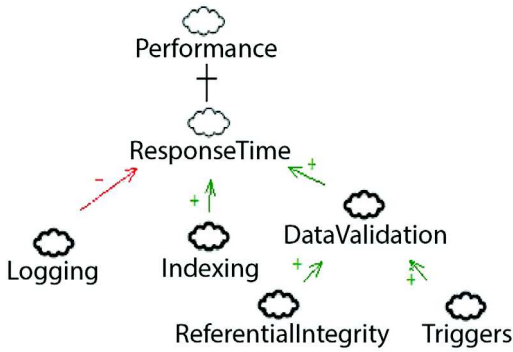 Performance
ResponseTime
-
+
+
Logging
Indexing
DataValidation
+
+
ReferentialIntegrity
Triggers